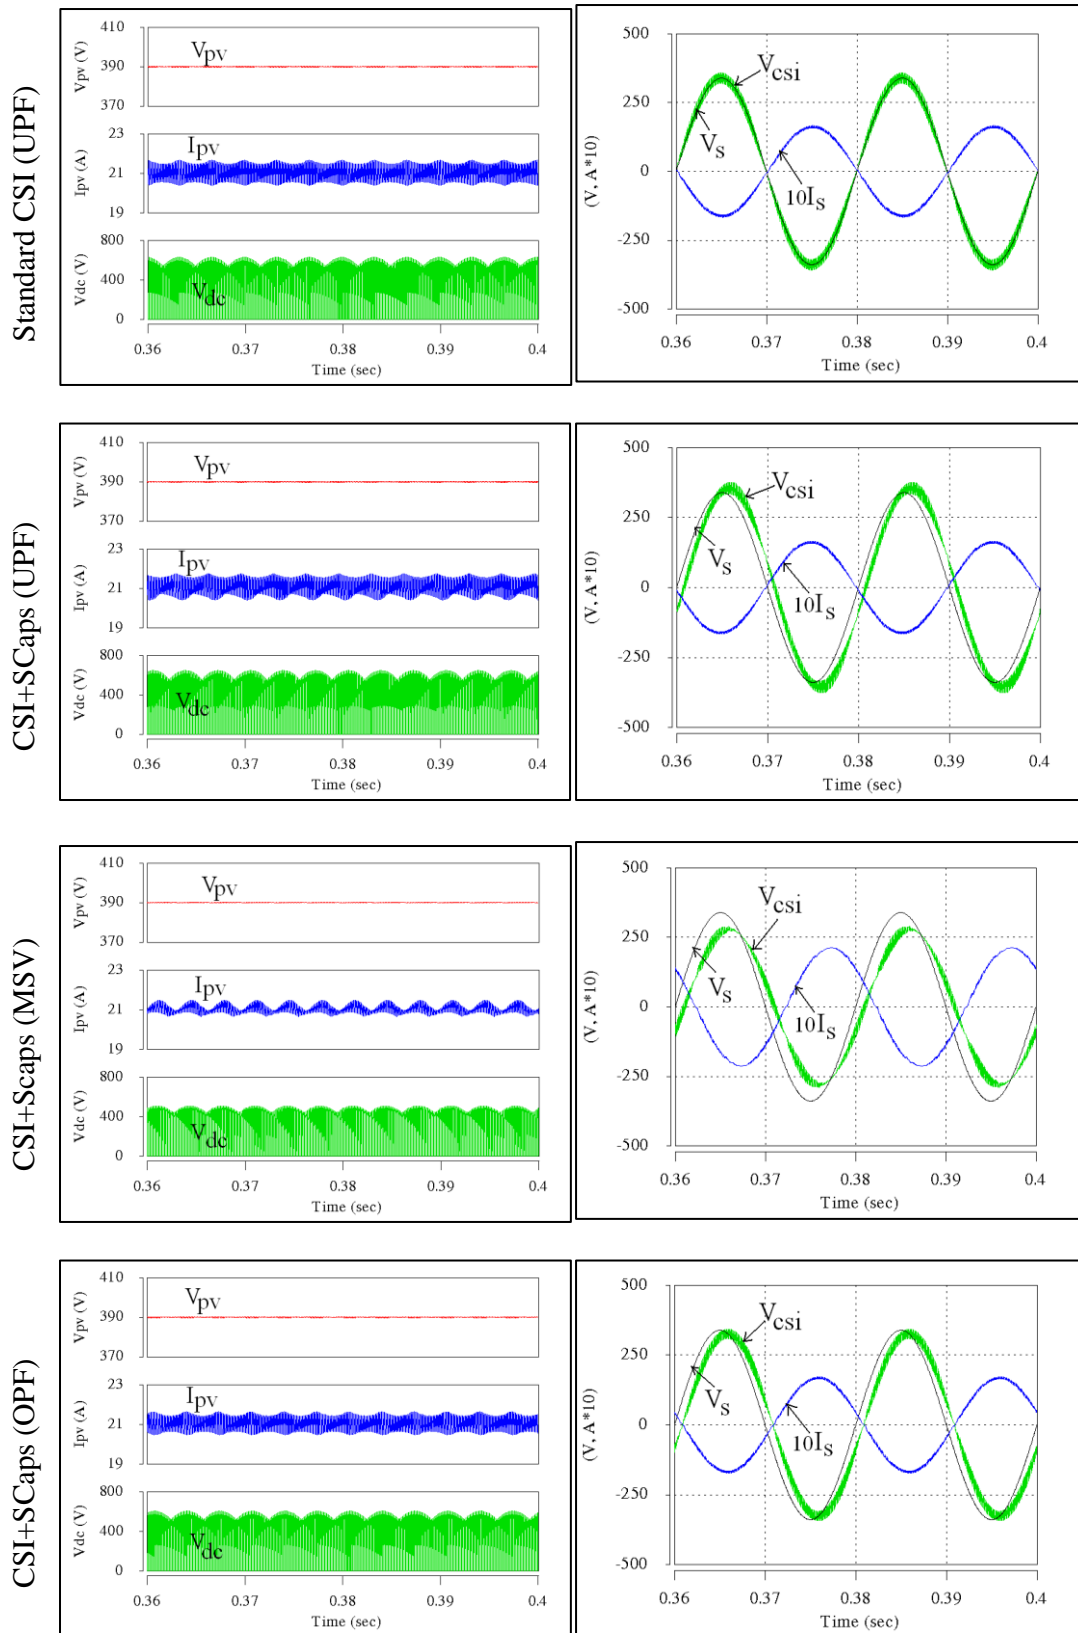 Standard CSI (UPF)
Vpv (V)
410
390
370
Vpv
Ipv (A)
23
21
19
Ipv
Vdc (V)
800
400
0
Vdc
0.36
0.37
0.38
0.39
0.4
Time (sec)
(V, A*10)
500
250
0
-250
-500
Vcsi
Vs
10Is
0.36
0.37
0.38
0.39
0.4
Time (sec)
CSI+SCaps (UPF)
Vpv (V)
410
390
370
Vpv
Ipv (A)
23
21
19
Ipv
Vdc (V)
800
400
0
Vdc
0.36
0.37
0.38
0.39
0.4
Time (sec)
(V, A*10)
500
250
0
-250
-500
Vcsi
Vs
10Is
0.36
0.37
0.38
0.39
0.4
Time (sec)
CSI+Scaps (MSV)
Vpv (V)
410
390
370
Vpv
Ipv (A)
23
21
19
Ipv
Vdc (V)
800
400
0
Vdc
0.36
0.37
0.38
0.39
0.4
Time (sec)
(V, A*10)
500
250
0
-250
-500
Vcsi
Vs
10Is
0.36
0.37
0.38
0.39
0.4
Time (sec)
CSI+SCaps (OPF)
Vpv (V)
410
390
370
Vpv
Ipv (A)
23
21
19
Ipv
Vdc (V)
800
400
0
Vdc
0.36
0.37
0.38
0.39
0.4
Time (sec)
(V, A*10)
500
250
0
-250
-500
Vcsi
Vs
10Is
0.36
0.37
0.38
0.39
0.4
Time (sec)